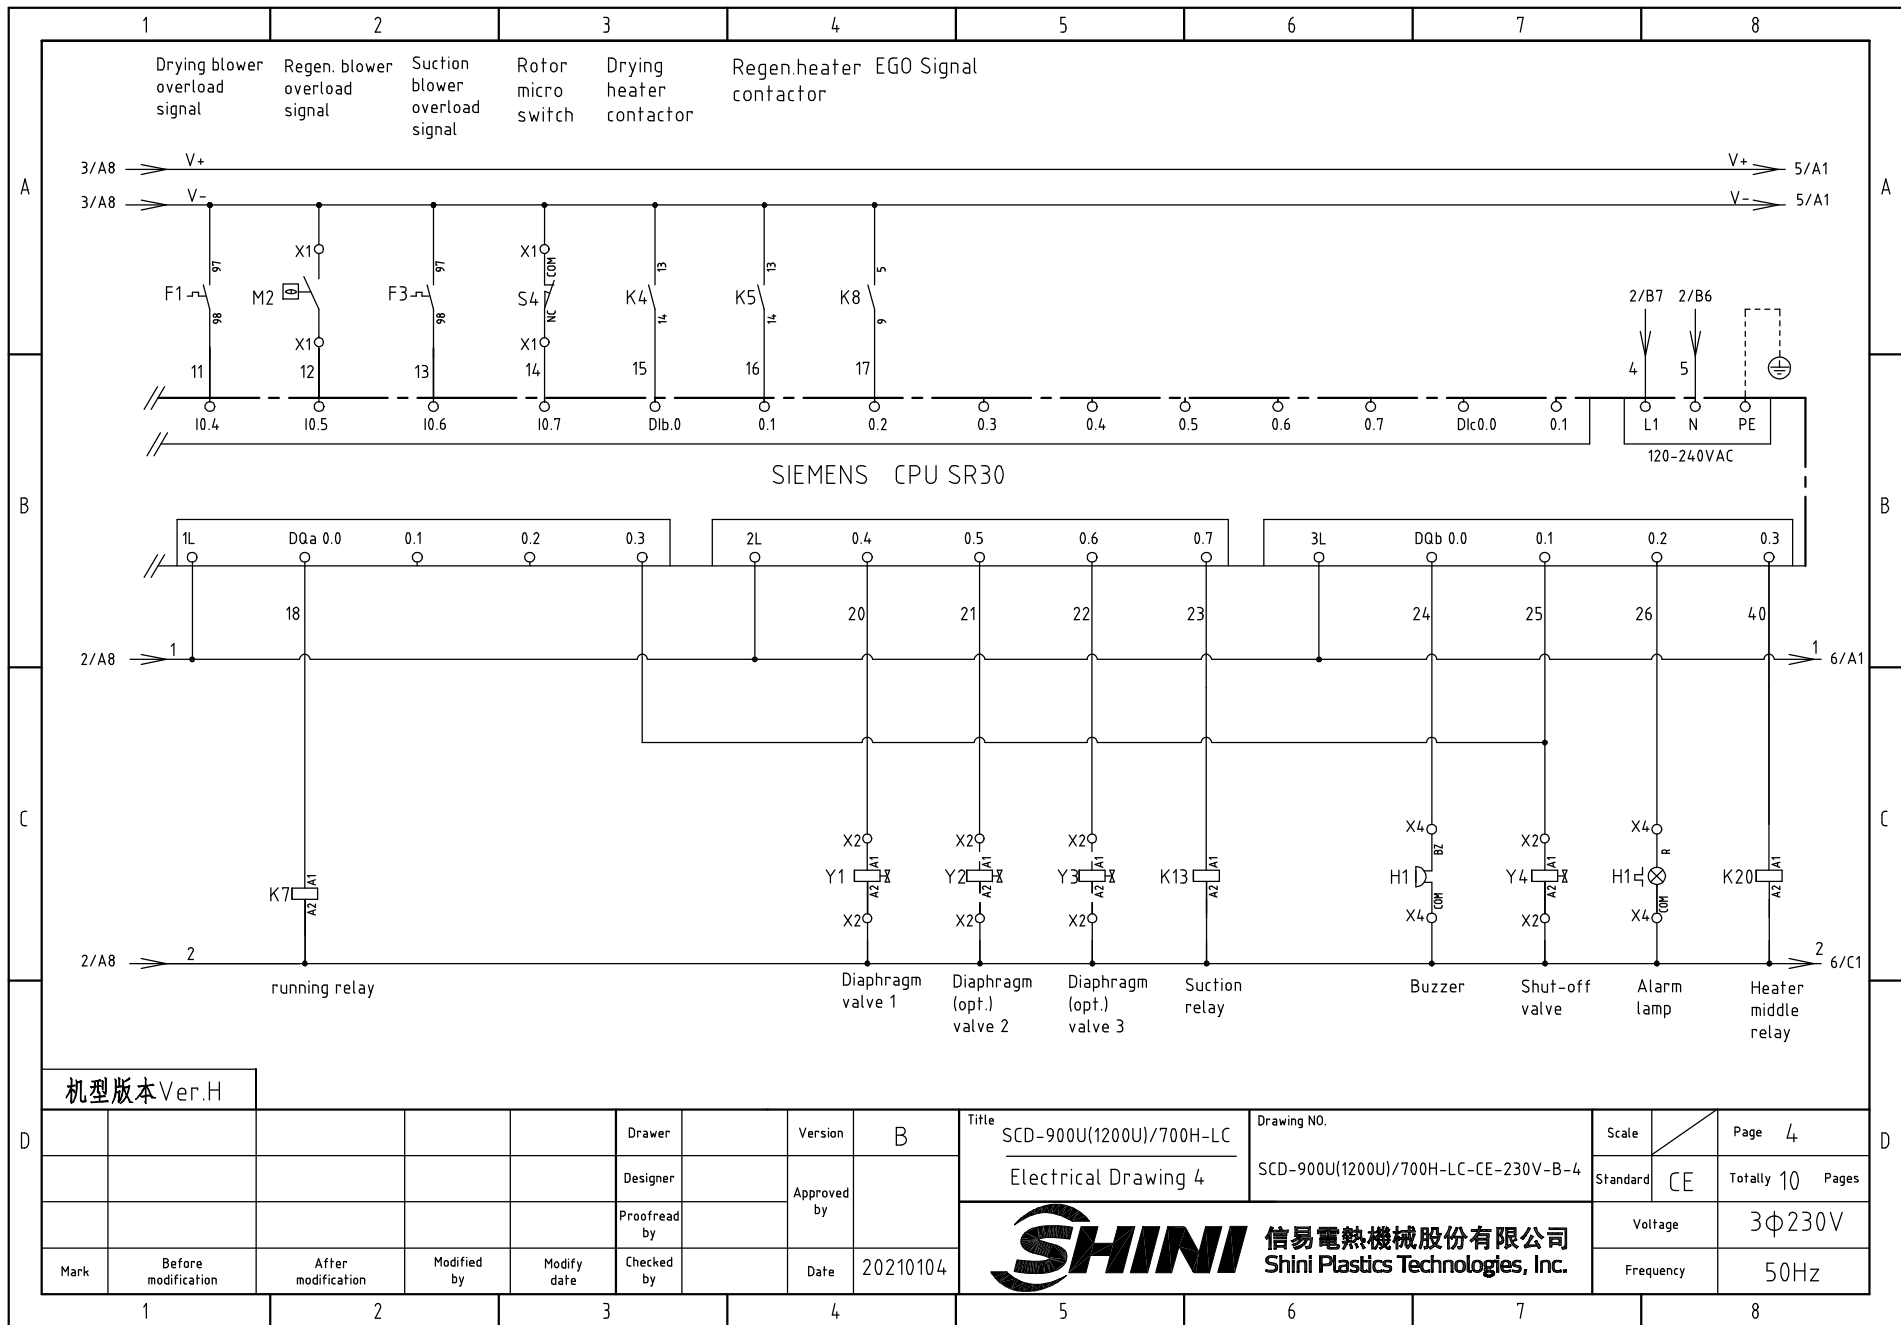 1 2 3 4 5 6 7 8
Drying blower
overload
signal
Regen. blower
overload
signal
Suction
blower
overload
signal
Rotor
micro
switch
Drying
heater
contactor
Regen.heater
contactor
EGO Signal
3/A8 V+ V+ 5/A1
A A
3/A8 V- V- 5/A1
X1 X1
97 97 COM 13 13 5
F1 M2 F3 S4 K4 K5 K8
98 98 NC 14 14 9
2/B7 2/B6
X1 X1
11 12 13 14 15 16 17 4 5
I0.4 I0.5 I0.6 I0.7 DIb.0 0.1 0.2 0.3 0.4 0.5 0.6 0.7 DIc0.0 0.1 L1 N PE
120-240VAC
SIEMENS CPU SR30
B B
1L DQa 0.0 0.1 0.2 0.3 2L 0.4 0.5 0.6 0.7 3L DQb 0.0 0.1 0.2 0.3
18 20 21 22 23 24 25 26 40
2/A8 1 1 6/A1
C C
X2 X2 X2 X4 X2 X4
A1 A1 A1 A1 A1 BZ A1 R A1
K7 Y1 Y2 Y3 K13 H1 Y4 H1 K20
A2 A2 A2 A2 A2 COM A2 COM A2
X2 X2 X2 X4 X2 X4
2/A8 2 2 6/C1
running relay
Diaphragm
valve 1
Diaphragm
(opt.)
valve 2
Diaphragm
(opt.)
valve 3
Suction
relay
Buzzer
Shut-off
valve
Alarm
lamp
Heater
middle
relay
机型版本Ver.H
D D
Drawer
Designer
Proofread
by
Checked
by
Mark
Before
modification
After
modification
Modified
by
Modify
date
Version B
Approved
by
Date 20210104
Title
SCD-900U(1200U)/700H-LC
Electrical Drawing 4
Drawing NO.
SCD-900U(1200U)/700H-LC-CE-230V-B-4
Scale
Page 4
Standard CE
Totally 10 Pages
Voltage 3Φ230V
Frequency 50Hz
SHINI
信易電熱機械股份有限公司
Shini Plastics Technologies, Inc.
1 2 3 4 5 6 7 8